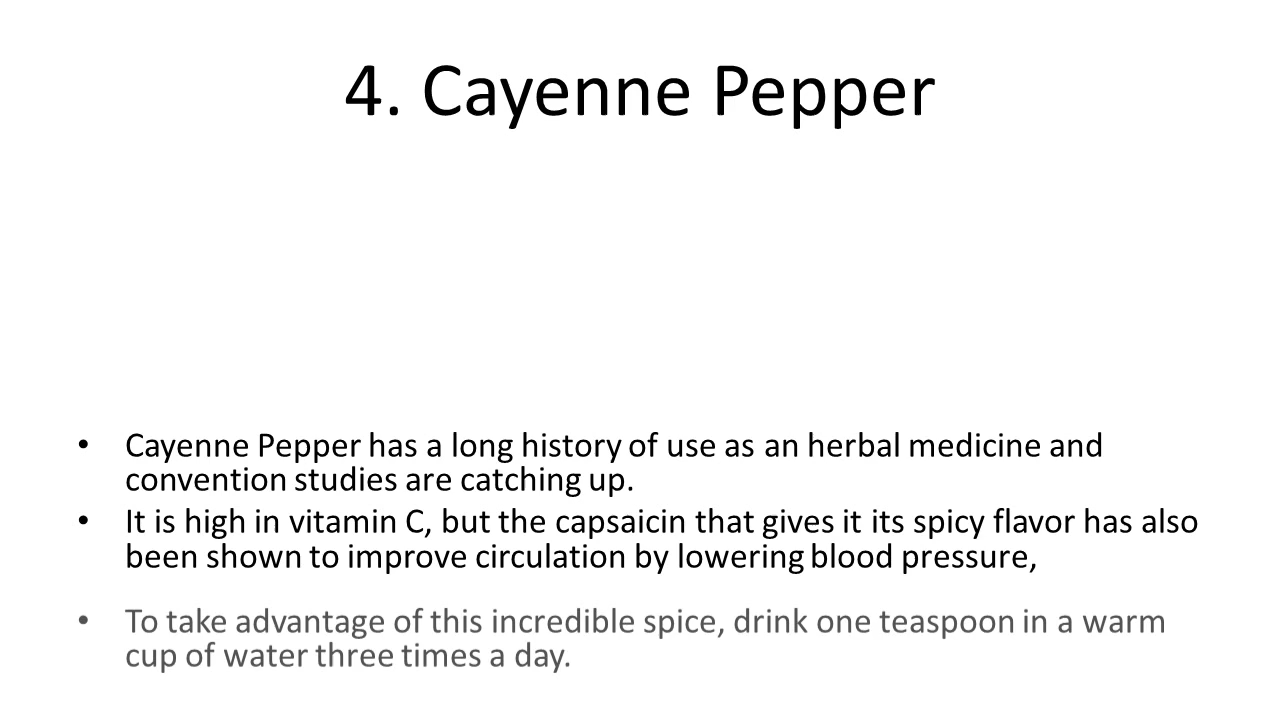 4. Cayenne Pepper
• Cayenne Pepper has a long history of use as an herbal medicine and
convention studies are catching up.
• It is high in vitamin C, but the capsaicin that gives it its spicy flavor has also
been shown to improve circulation by lowering blood pressure,
• To take advantage of this incredible spice, drink one teaspoon in a warm
cup of water three times a day.